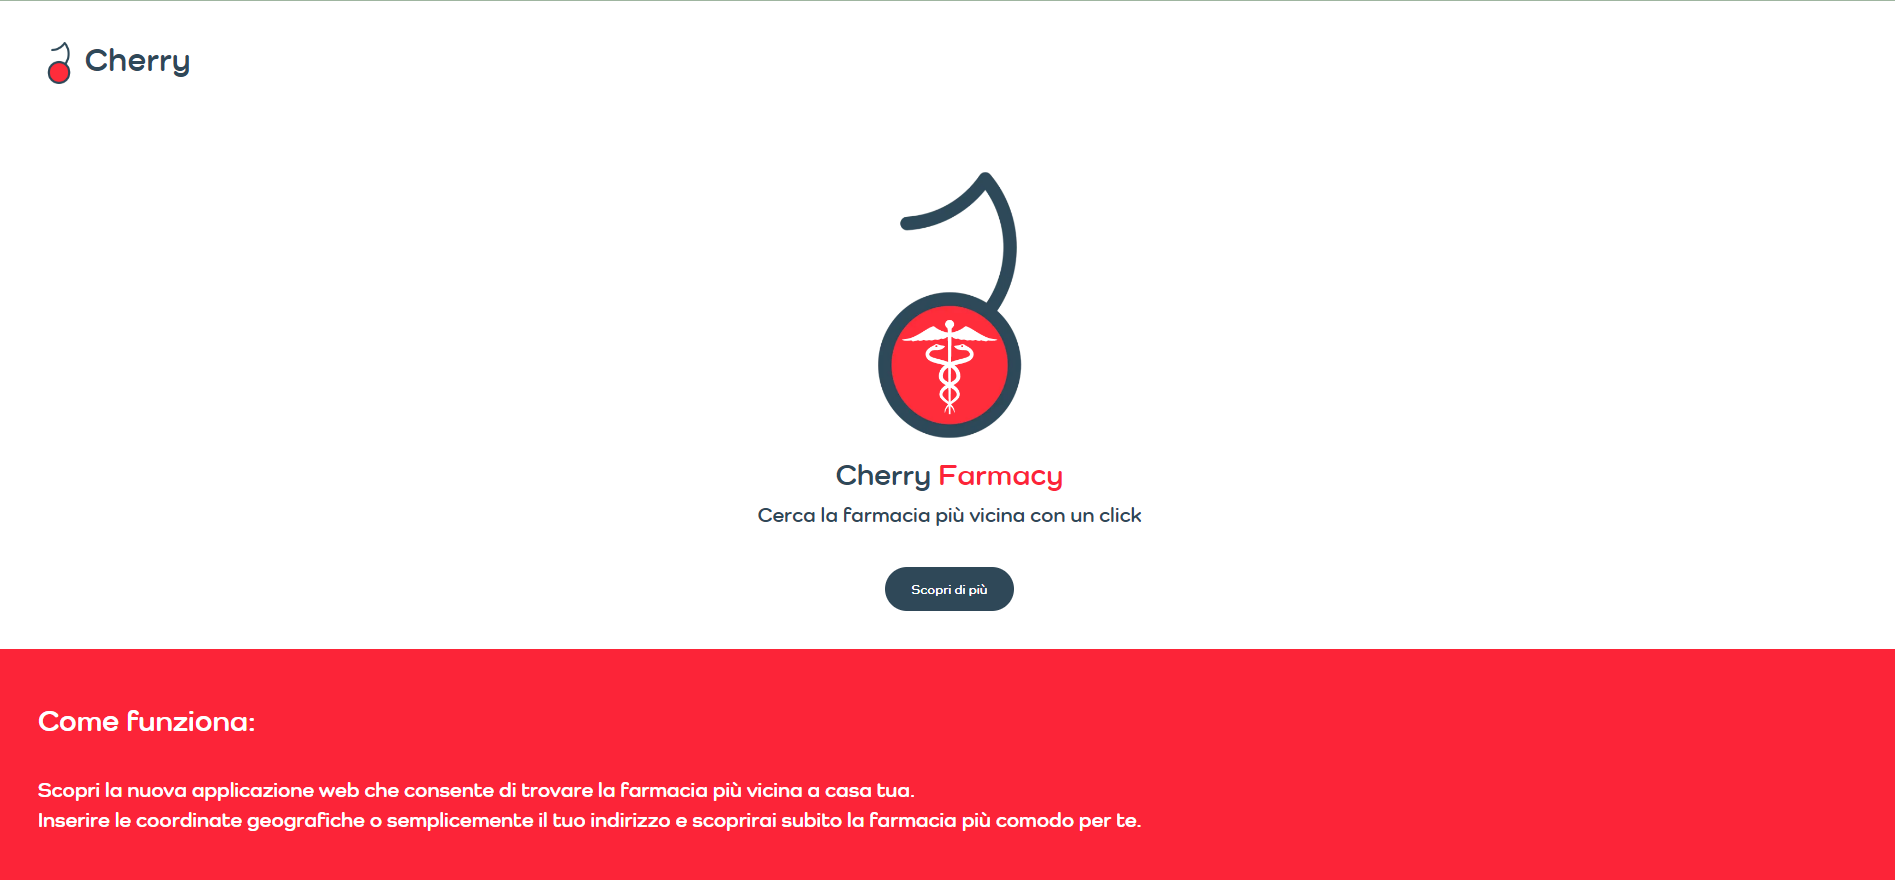 Cherry
Cherry Farmacy
Cerca la farmacia più vicina con un click
Scopri di più
Come funziona:
Scopri la nuova applicazione web che consente di trovare la farmacia più vicina a casa tua.
Inserire le coordinate geografiche o semplicemente il tuo indirizzo e scoprirai subito la farmacia più comodo per te.